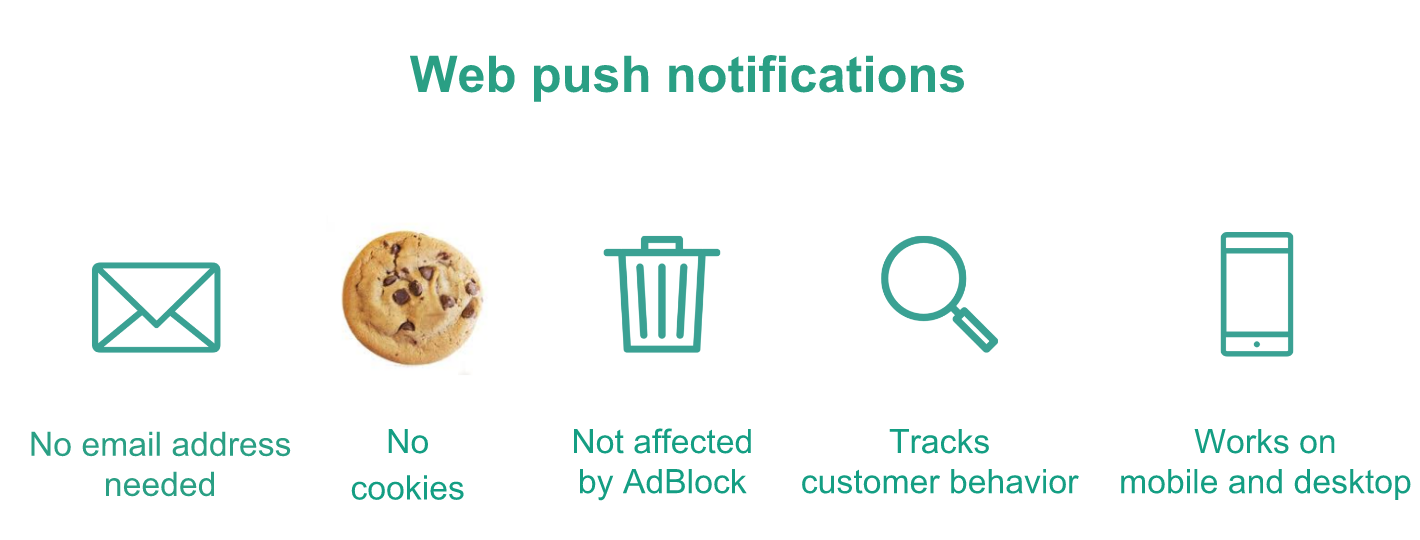 Web push notifications
No email address
needed
No
cookies
Not affected
by AdBlock
Tracks
customer behavior
Works on
mobile and desktop